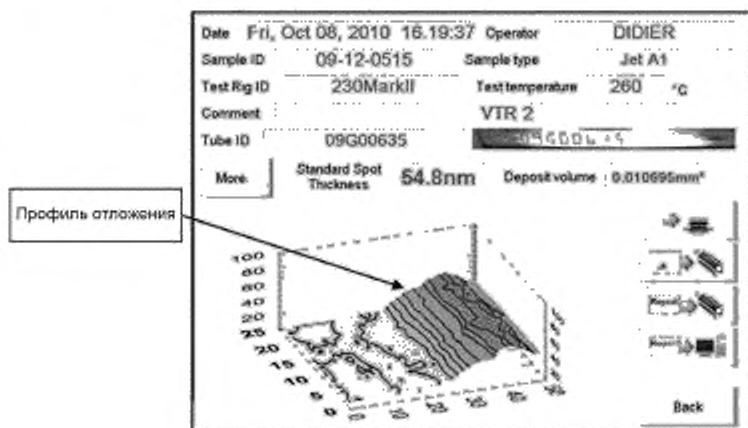 Date Fri, Oct 08, 2010 16.19:37 Operator DIDIER
Sample ID 09-12-0515 Sample type Jet A1
Test Rig ID 230MarkII Test temperature 260 °C
Comment VTR 2
Tube ID 09G00635
More Standard Spot Thickness 54.8nm Deposit volume 0.010695mm³
Профиль отложения
100
80
60
40
20
25
20
15
10
5
0
Report
Report
Back